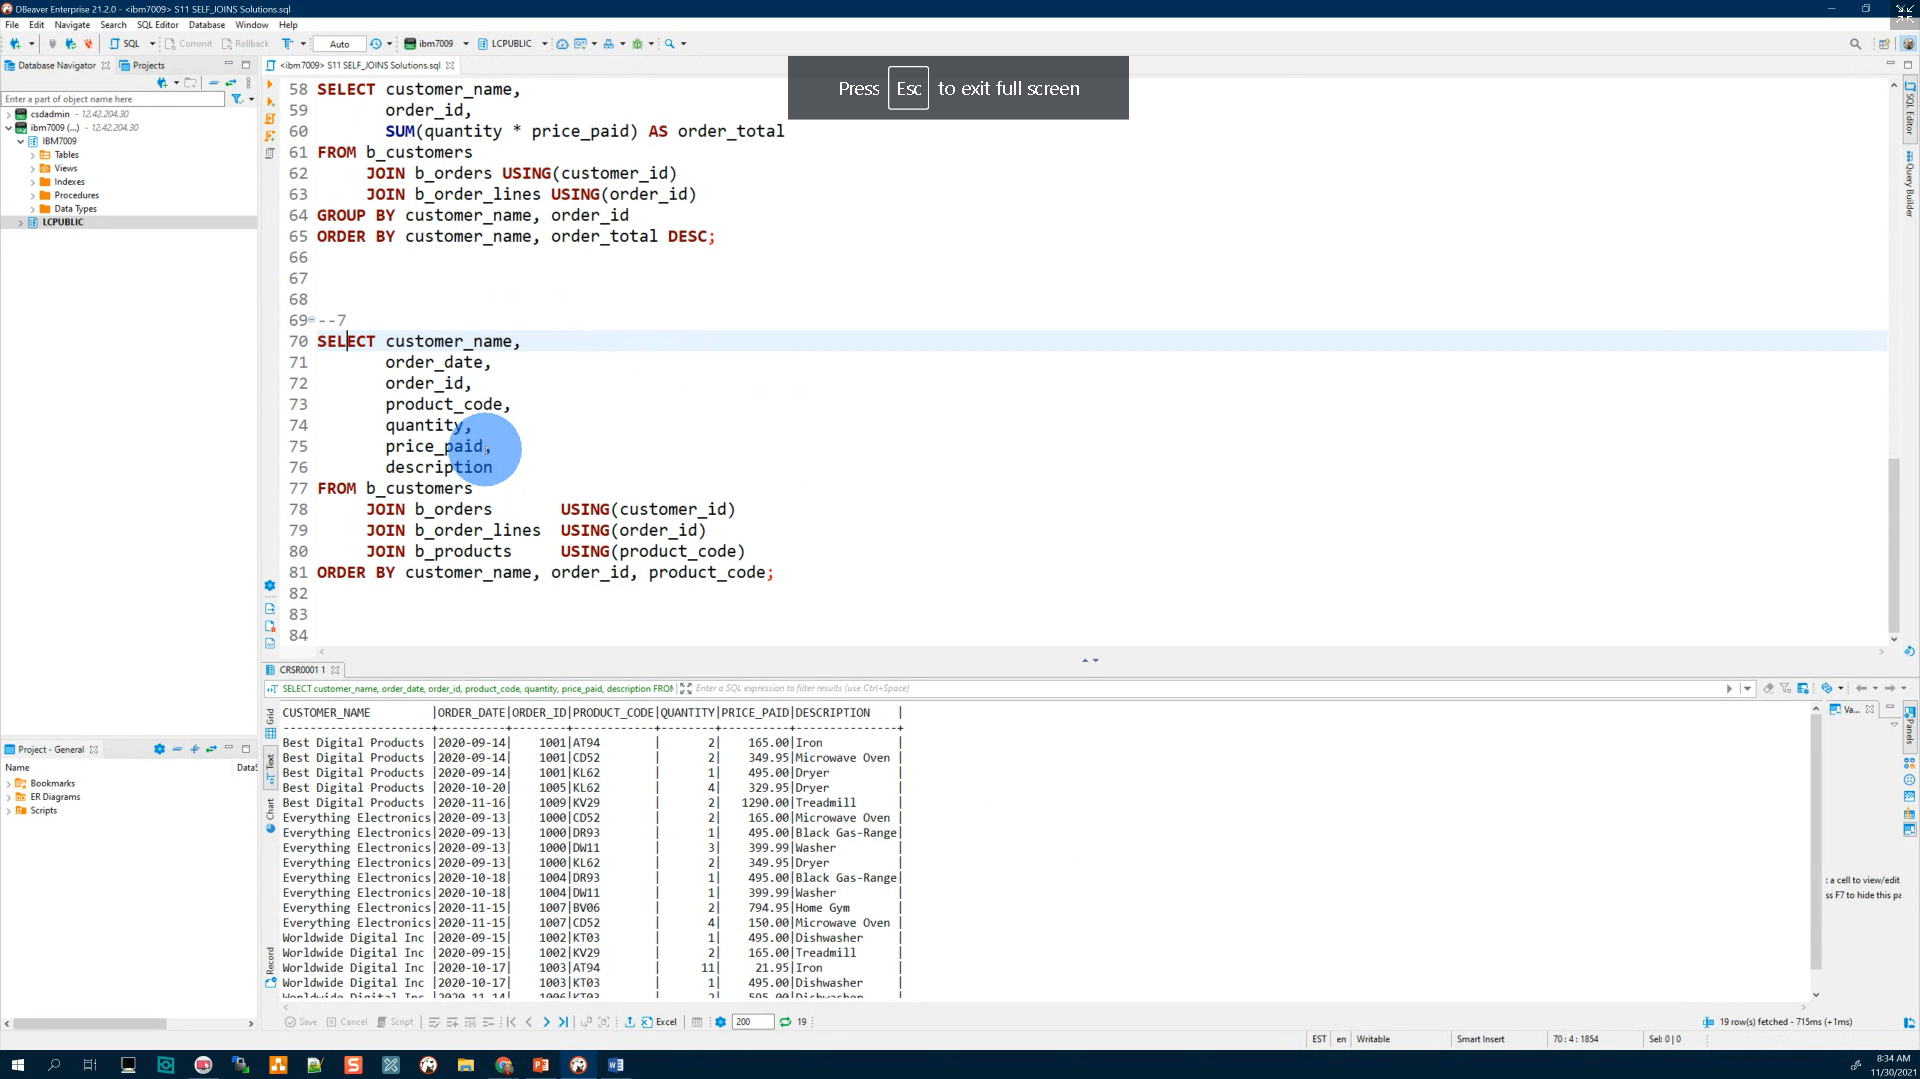 DBeaver Enterprise 21.2.0 - <ibm7009> S11 SELF_JOINS Solutions.sql
File Edit Navigate Search SQL Editor Database Window Help
SQL Commit Rollback Auto ibm7009 LCPUBLIC
Database Navigator Projects
<ibm7009> S11 SELF_JOINS Solutions.sql
Press Esc to exit full screen
Enter a part of object name here
csdadmin - 12.42.204.30
ibm7009 (...) - 12.42.204.30
IBM7009
Tables
Views
Indexes
Procedures
Data Types
LCPUBLIC
58 SELECT customer_name,
59 order_id,
60 SUM(quantity * price_paid) AS order_total
61 FROM b_customers
62 JOIN b_orders USING(customer_id)
63 JOIN b_order_lines USING(order_id)
64 GROUP BY customer_name, order_id
65 ORDER BY customer_name, order_total DESC;
66
67
68
69 --7
70 SELECT customer_name,
71 order_date,
72 order_id,
73 product_code,
74 quantity,
75 price_paid,
76 description
77 FROM b_customers
78 JOIN b_orders USING(customer_id)
79 JOIN b_order_lines USING(order_id)
80 JOIN b_products USING(product_code)
81 ORDER BY customer_name, order_id, product_code;
82
83
84
SQL Editor
Query Builder
Project - General
Name DataS
Bookmarks
ER Diagrams
Scripts
CRSR0001 1
SELECT customer_name, order_date, order_id, product_code, quantity, price_paid, description FROM
Enter a SQL expression to filter results (use Ctrl+Space)
Grid
Text
Chart
Record
CUSTOMER_NAME |ORDER_DATE|ORDER_ID|PRODUCT_CODE|QUANTITY|PRICE_PAID|DESCRIPTION |
Best Digital Products |2020-09-14| 1001|AT94 | 2| 165.00|Iron |
Best Digital Products |2020-09-14| 1001|CD52 | 2| 349.95|Microwave Oven |
Best Digital Products |2020-09-14| 1001|KL62 | 1| 495.00|Dryer |
Best Digital Products |2020-10-20| 1005|KL62 | 4| 329.95|Dryer |
Best Digital Products |2020-11-16| 1009|KV29 | 2| 1290.00|Treadmill |
Everything Electronics|2020-09-13| 1000|CD52 | 2| 165.00|Microwave Oven |
Everything Electronics|2020-09-13| 1000|DR93 | 1| 495.00|Black Gas-Range|
Everything Electronics|2020-09-13| 1000|DW11 | 3| 399.99|Washer |
Everything Electronics|2020-09-13| 1000|KL62 | 2| 349.95|Dryer |
Everything Electronics|2020-10-18| 1004|DR93 | 1| 495.00|Black Gas-Range|
Everything Electronics|2020-10-18| 1004|DW11 | 1| 399.99|Washer |
Everything Electronics|2020-11-15| 1007|BV06 | 2| 794.95|Home Gym |
Everything Electronics|2020-11-15| 1007|CD52 | 4| 150.00|Microwave Oven |
Worldwide Digital Inc |2020-09-15| 1002|KT03 | 1| 495.00|Dishwasher |
Worldwide Digital Inc |2020-09-15| 1002|KV29 | 2| 165.00|Treadmill |
Worldwide Digital Inc |2020-10-17| 1003|AT94 | 11| 21.95|Iron |
Worldwide Digital Inc |2020-10-17| 1003|KT03 | 1| 495.00|Dishwasher |
Worldwide Digital Inc |2020-11-14| 1006|KT03 | 2| 595.00|Dishwasher |
Va...
Panels
t a cell to view/edit
ss F7 to hide this pa
Save Cancel Script Excel 200 19
19 row(s) fetched - 715ms (+1ms)
EST en Writable Smart Insert 70 : 4 : 1854 Sel: 0 | 0
8:34 AM
11/30/2021